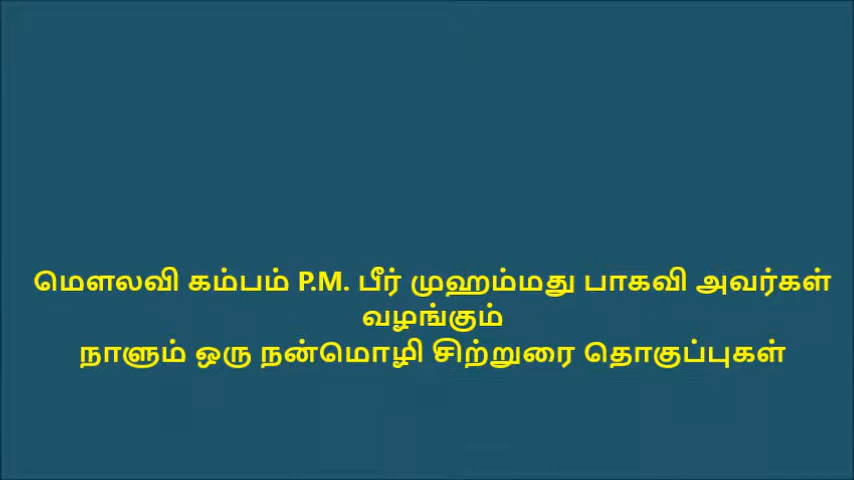 மௌலவி கம்பம் P.M. பீர் முஹம்மது பாகவி அவர்கள்
வழங்கும்
நாளும் ஒரு நன்மொழி சிற்றுரை தொகுப்புகள்